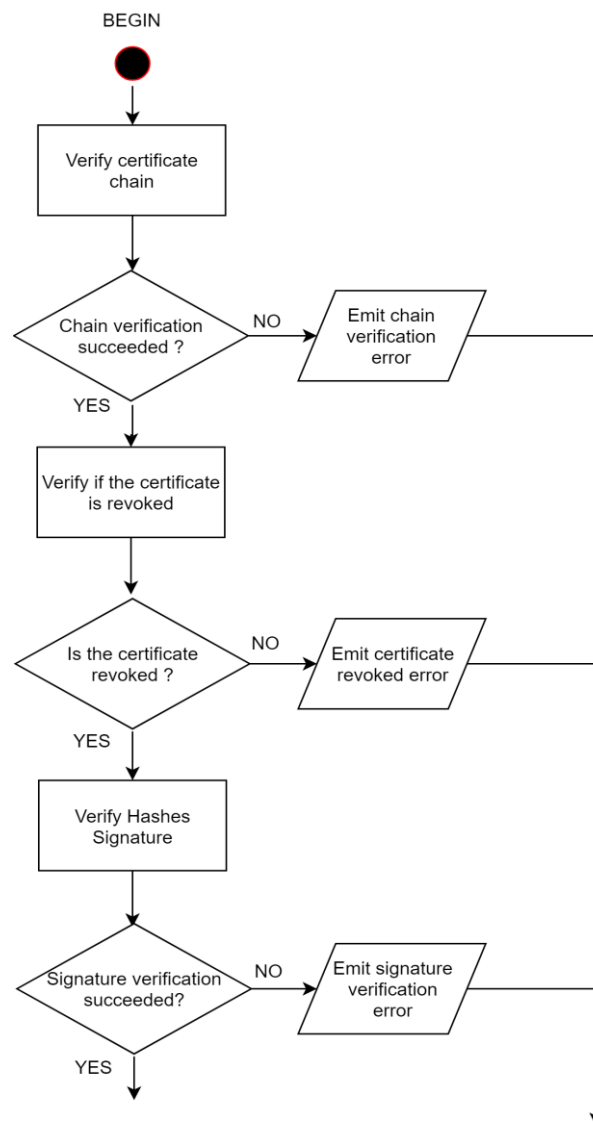 BEGIN
Verify certificate
chain
Chain verification
succeeded ?
NO
Emit chain
verification
error
YES
Verify if the certificate
is revoked
Is the certificate
revoked ?
NO
Emit certificate
revoked error
YES
Verify Hashes
Signature
Signature verification
succeeded?
NO
Emit signature
verification
error
YES